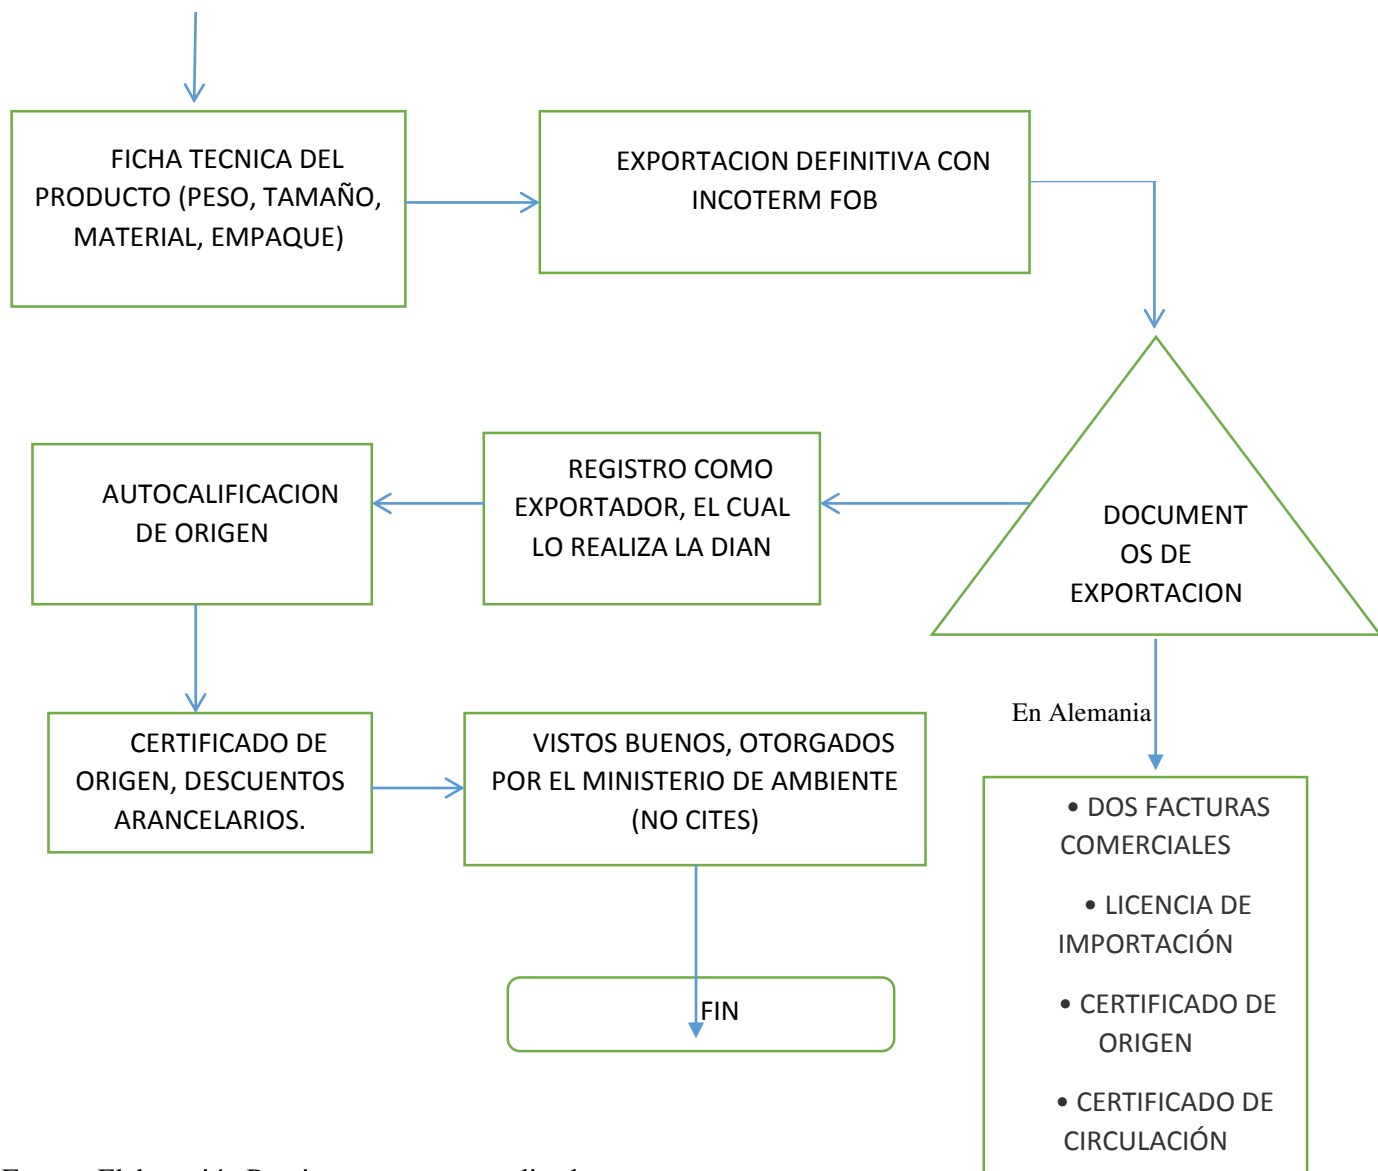 FICHA TECNICA DEL
PRODUCTO (PESO, TAMAÑO,
MATERIAL, EMPAQUE)
EXPORTACION DEFINITIVA CON
INCOTERM FOB
DOCUMENT
OS DE
EXPORTACION
REGISTRO COMO
EXPORTADOR, EL CUAL
LO REALIZA LA DIAN
AUTOCALIFICACION
DE ORIGEN
CERTIFICADO DE
ORIGEN, DESCUENTOS
ARANCELARIOS.
VISTOS BUENOS, OTORGADOS
POR EL MINISTERIO DE AMBIENTE
(NO CITES)
FIN
En Alemania
• DOS FACTURAS
COMERCIALES
• LICENCIA DE
IMPORTACIÓN
• CERTIFICADO DE
ORIGEN
• CERTIFICADO DE
CIRCULACIÓN